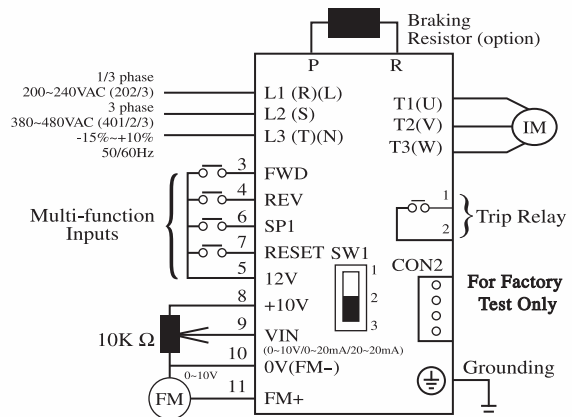 Braking
Resistor (option)
P R
1/3 phase
200~240VAC (202/3)
3 phase
380~480VAC (401/2/3)
-15%~+10%
50/60Hz
L1 (R)(L)
L2 (S)
L3 (T)(N)
T1(U)
T2(V)
T3(W)
IM
Multi-function
Inputs
3 FWD
4 REV
6 SP1
7 RESET
5 12V
SW1
1
2
3
1
2
Trip Relay
CON2
For Factory
Test Only
8 +10V
10K Ω
9 VIN
(0~10V/0~20mA/20~20mA)
10 0V(FM-)
0~10V
FM
11 FM+
Grounding